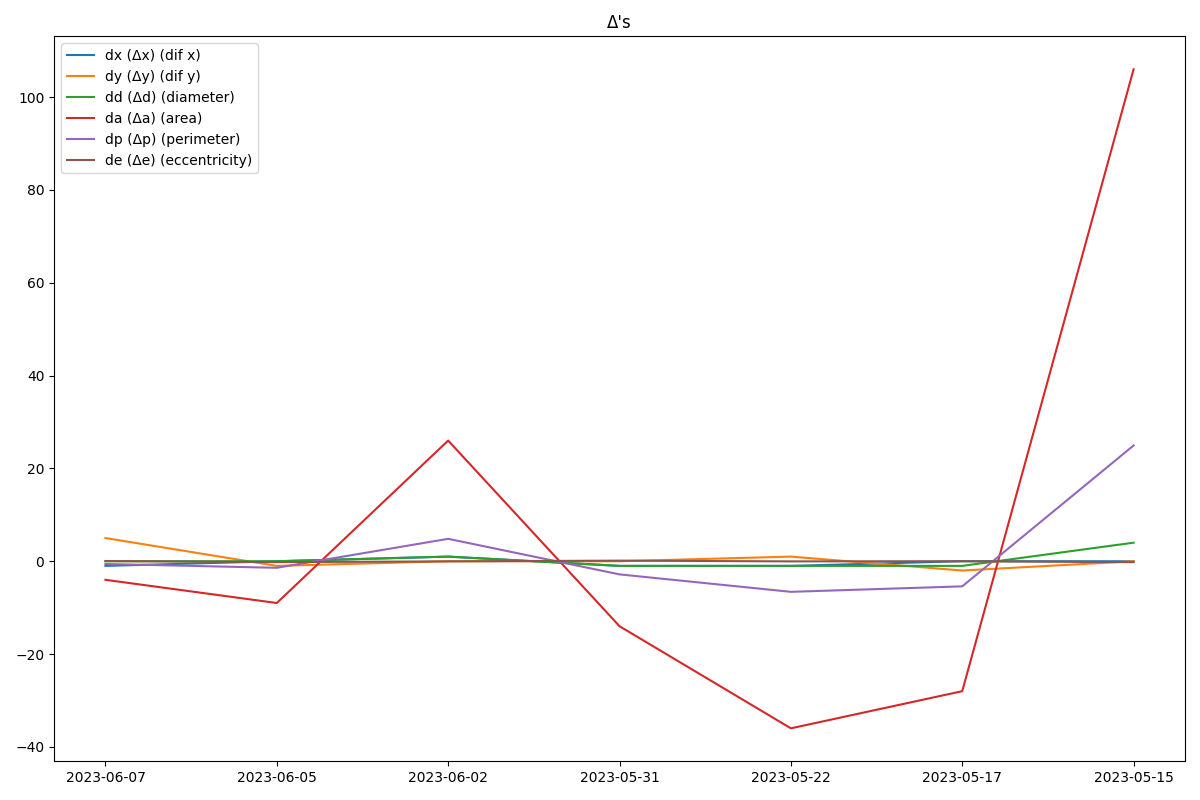 Δ's
dx (Δx) (dif x)
dy (Δy) (dif y)
dd (Δd) (diameter)
da (Δa) (area)
dp (Δp) (perimeter)
de (Δe) (eccentricity)
100
80
60
40
20
0
−20
−40
2023-06-07 2023-06-05 2023-06-02 2023-05-31 2023-05-22 2023-05-17 2023-05-15